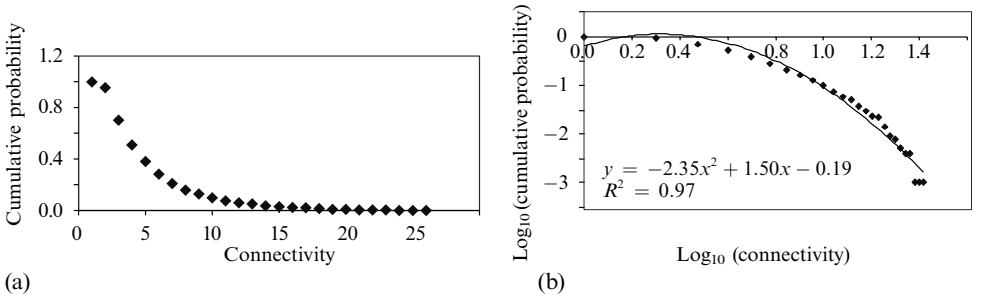 1.2
0.8
0.4
0.0
0 5 10 15 20 25
Cumulative probability
Connectivity
(a)
0
−1
−2
−3
0.0 0.2 0.4 0.6 0.8 1.0 1.2 1.4
Log₁₀ (cumulative probability)
y = −2.35x² + 1.50x − 0.19
R² = 0.97
Log₁₀ (connectivity)
(b)